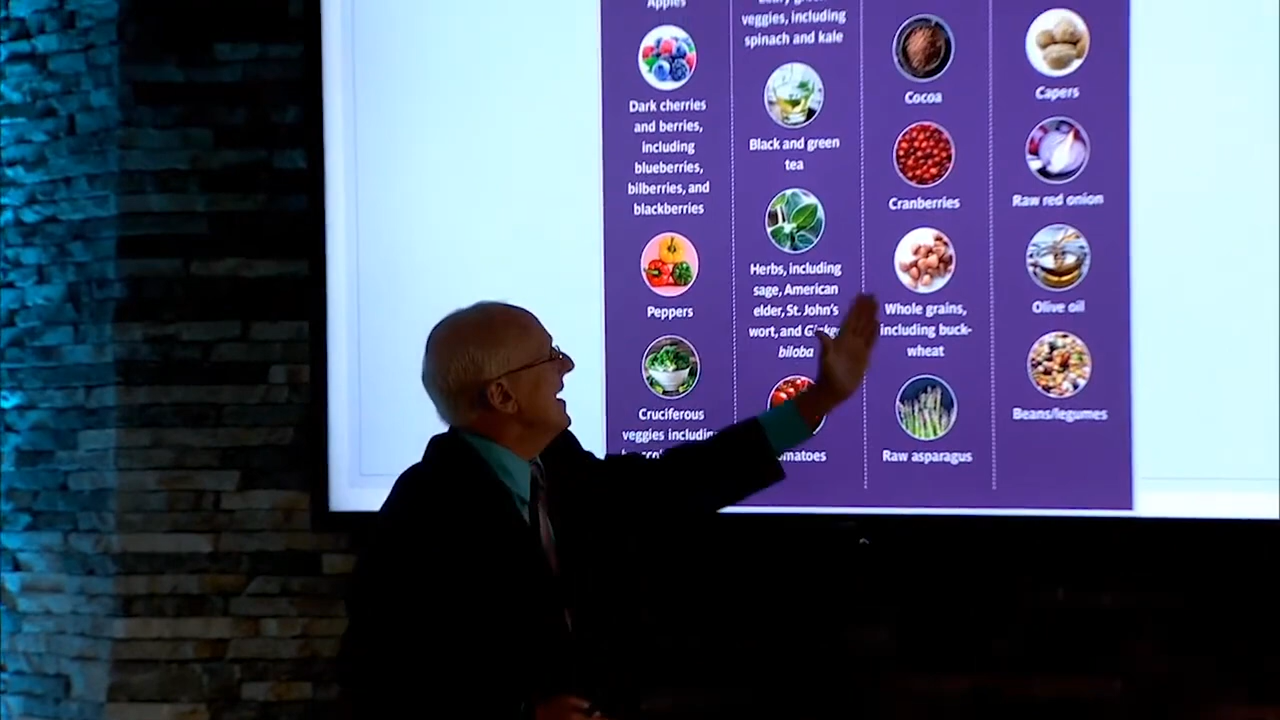 Apples
Dark cherries
and berries,
including
blueberries,
bilberries, and
blackberries
Peppers
Cruciferous
veggies including
veggies, including
spinach and kale
Black and green
tea
Herbs, including
sage, American
elder, St. John's
wort, and
biloba
Cocoa
Cranberries
Whole grains,
including buck-
wheat
Raw asparagus
Capers
Raw red onion
Olive oil
Beans/legumes